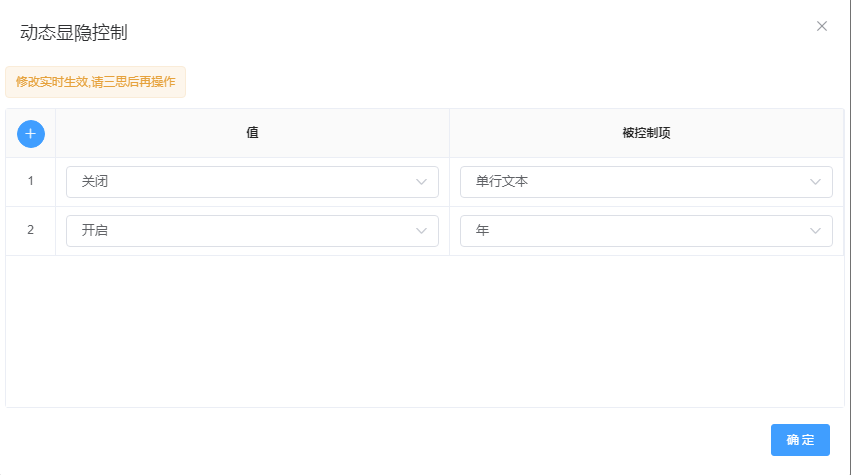 动态显隐控制
修改实时生效,请三思后再操作
值 被控制项
1 关闭 单行文本
2 开启 年
确定